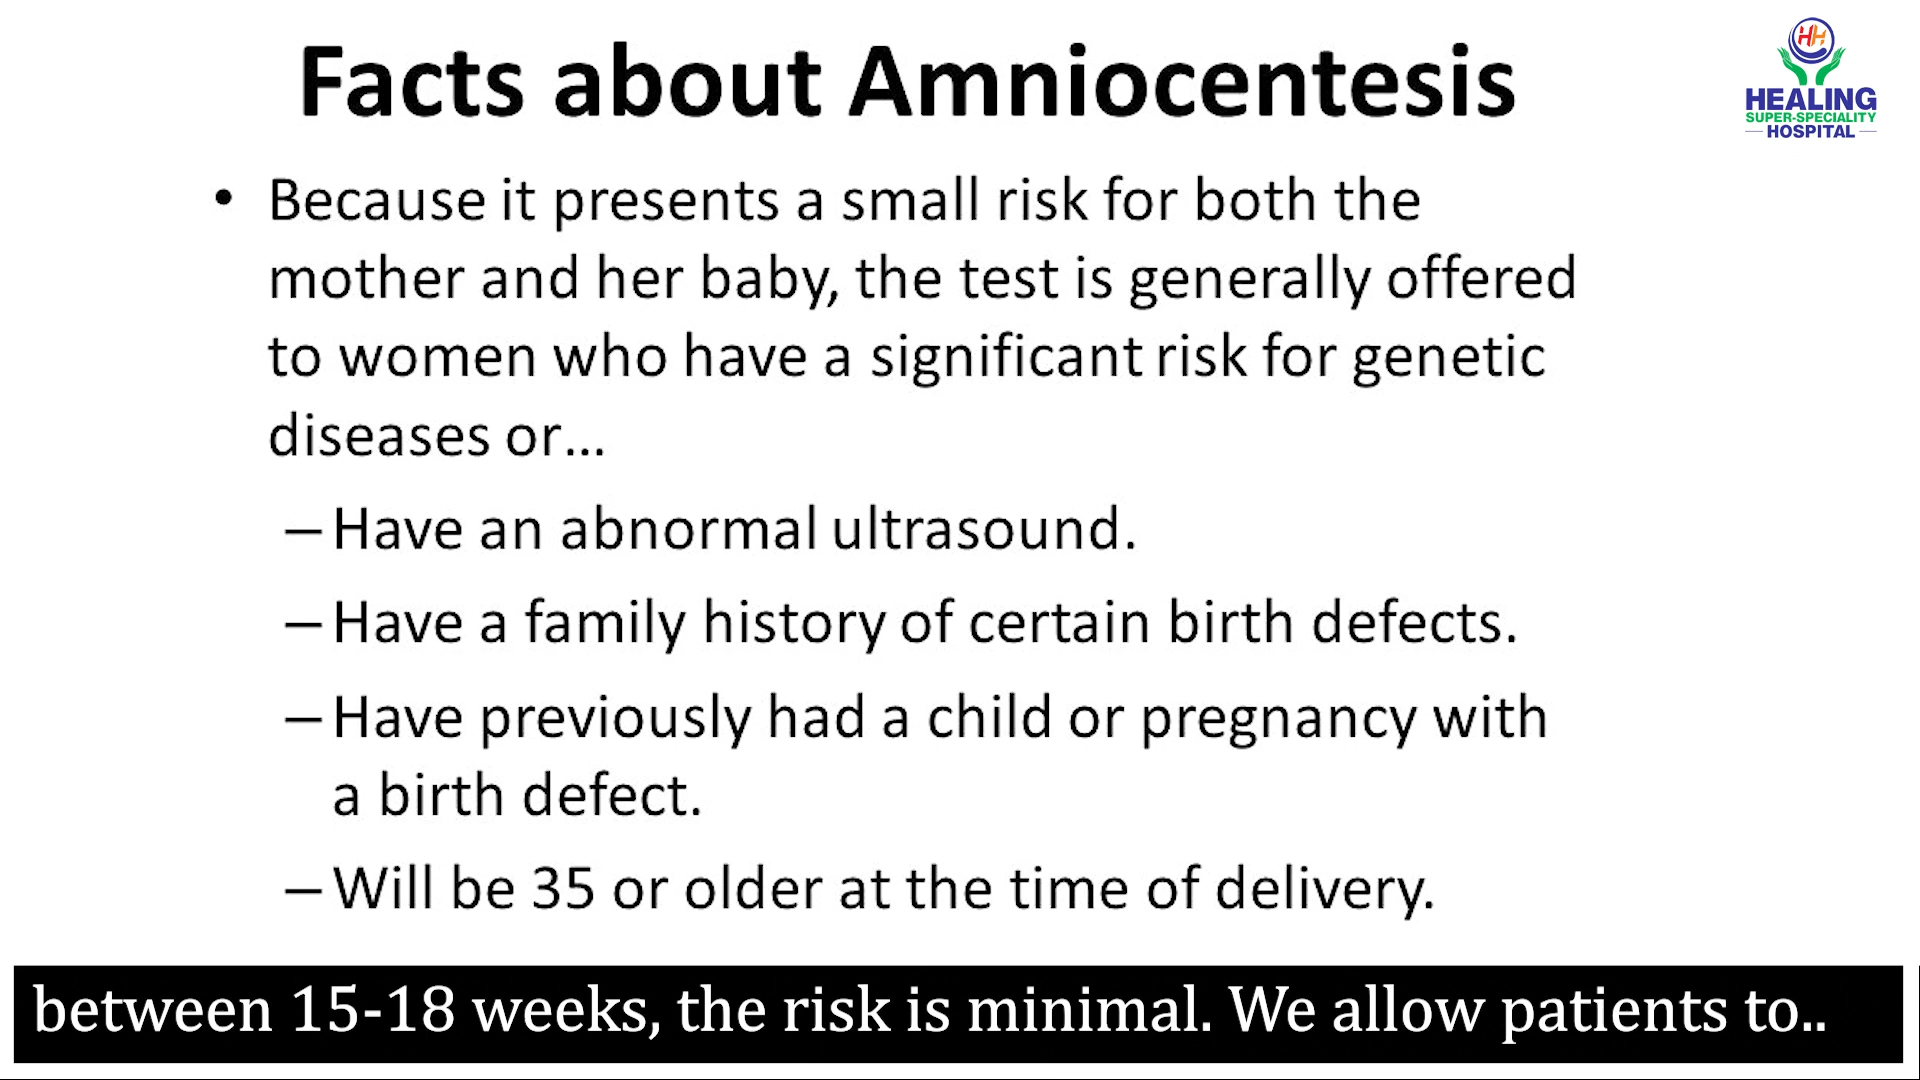 Facts about Amniocentesis
HH
HEALING
SUPER-SPECIALITY
HOSPITAL
• Because it presents a small risk for both the
mother and her baby, the test is generally offered
to women who have a significant risk for genetic
diseases or...
– Have an abnormal ultrasound.
– Have a family history of certain birth defects.
– Have previously had a child or pregnancy with
a birth defect.
– Will be 35 or older at the time of delivery.
between 15-18 weeks, the risk is minimal. We allow patients to..